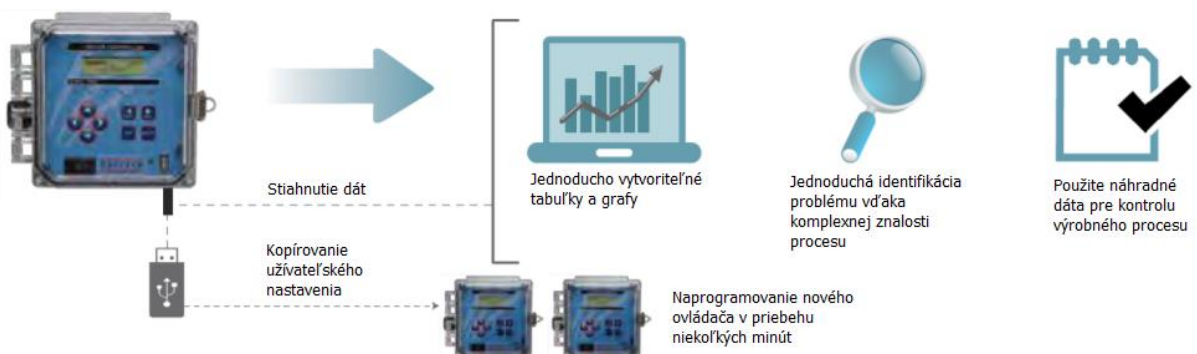 Stiahnutie dát
Jednoducho vytvoriteľné
tabuľky a grafy
Jednoduchá identifikácia
problému vďaka
komplexnej znalosti
procesu
Použite náhradné
dáta pre kontrolu
výrobného procesu
Kopírovanie
užívateľského
nastavenia
Naprogramovanie nového
ovládača v priebehu
niekoľkých minút